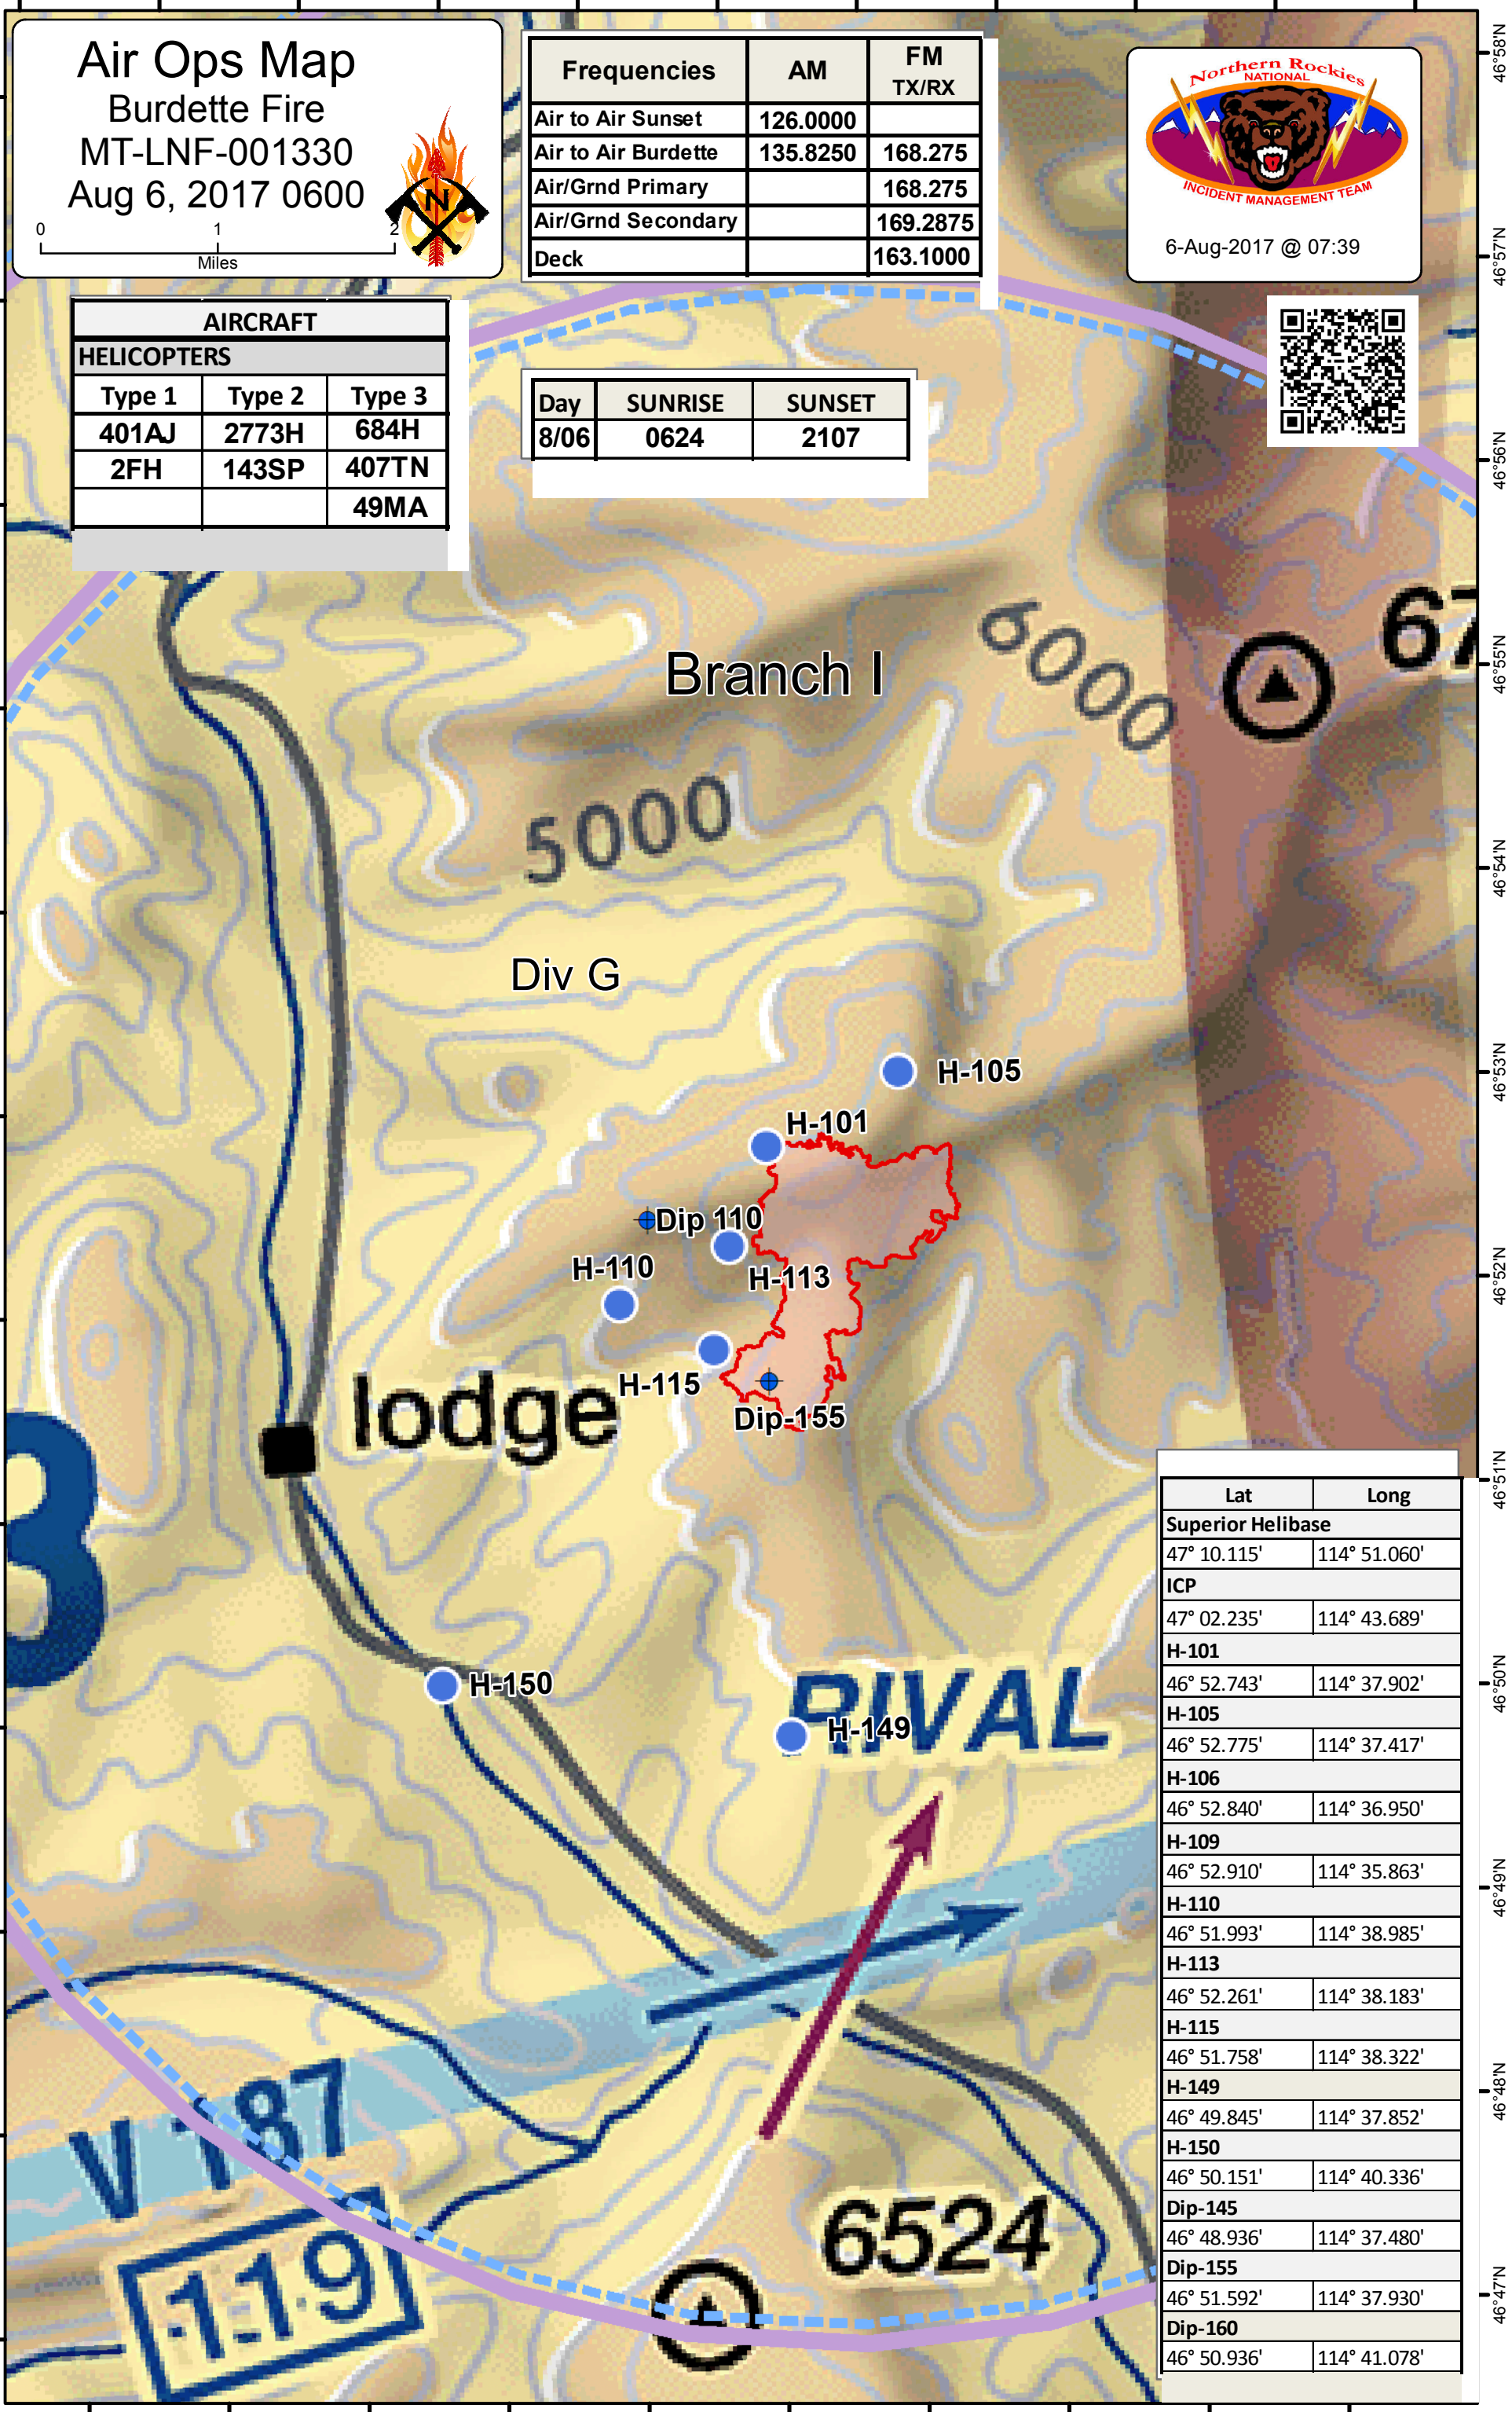 Air Ops Map
Burdette Fire
MT-LNF-001330
Aug 6, 2017 0600
0 1 2
Miles
N
Frequencies AM FM TX/RX
Air to Air Sunset 126.0000
Air to Air Burdette 135.8250 168.275
Air/Grnd Primary 168.275
Air/Grnd Secondary 169.2875
Deck 163.1000
Northern Rockies
NATIONAL
INCIDENT MANAGEMENT TEAM
6-Aug-2017 @ 07:39
AIRCRAFT
HELICOPTERS
Type 1 Type 2 Type 3
401AJ 2773H 684H
2FH 143SP 407TN
49MA
Day SUNRISE SUNSET
8/06 0624 2107
46°58'N
46°57'N
46°56'N
46°55'N
46°54'N
46°53'N
46°52'N
46°51'N
46°50'N
46°49'N
46°48'N
46°47'N
67
Branch I
6000
5000
Div G
H-105
H-101
Dip 110
H-110
H-113
H-115
Dip-155
lodge
3
H-150
RIVAL
H-149
V 187
119
6524
Lat Long
Superior Helibase
47° 10.115' 114° 51.060'
ICP
47° 02.235' 114° 43.689'
H-101
46° 52.743' 114° 37.902'
H-105
46° 52.775' 114° 37.417'
H-106
46° 52.840' 114° 36.950'
H-109
46° 52.910' 114° 35.863'
H-110
46° 51.993' 114° 38.985'
H-113
46° 52.261' 114° 38.183'
H-115
46° 51.758' 114° 38.322'
H-149
46° 49.845' 114° 37.852'
H-150
46° 50.151' 114° 40.336'
Dip-145
46° 48.936' 114° 37.480'
Dip-155
46° 51.592' 114° 37.930'
Dip-160
46° 50.936' 114° 41.078'